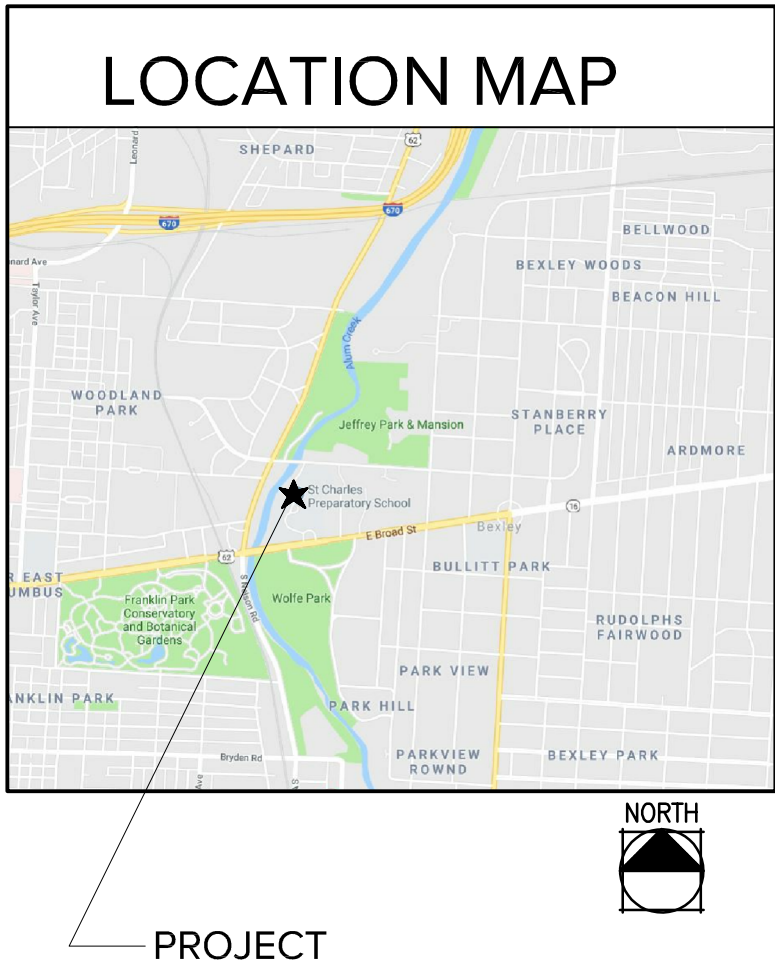 LOCATION MAP
Leonard
62
SHEPARD
670
670
BELLWOOD
nard Ave
BEXLEY WOODS
Taylor Ave
BEACON HILL
Alum Creek
WOODLAND
PARK
Jeffrey Park & Mansion
STANBERRY
PLACE
ARDMORE
St Charles
Preparatory School
16
Bexley
E Broad St
62
BULLITT PARK
R EAST
UMBUS
S Nelson Rd
Franklin Park
Conservatory
and Botanical
Gardens
Wolfe Park
RUDOLPHS
FAIRWOOD
PARK VIEW
ANKLIN PARK
PARK HILL
Bryden Rd
PARKVIEW
ROWND
BEXLEY PARK
Ave
NORTH
PROJECT